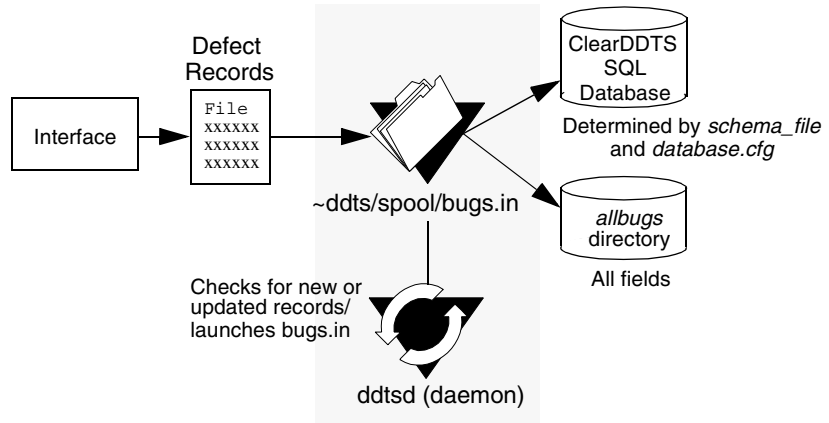 Interface
Defect
Records
File
xxxxxx
xxxxxx
xxxxxx
~ddts/spool/bugs.in
ClearDDTS
SQL
Database
Determined by schema_file
and database.cfg
allbugs
directory
All fields
Checks for new or
updated records/
launches bugs.in
ddtsd (daemon)